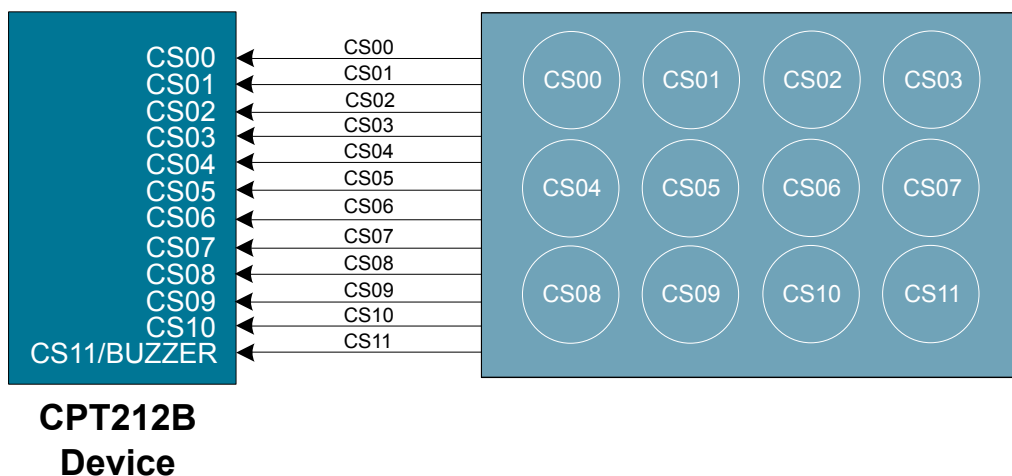 CS00
CS01
CS02
CS03
CS04
CS05
CS06
CS07
CS08
CS09
CS10
CS11/BUZZER
CPT212B
Device
CS00
CS01
CS02
CS03
CS04
CS05
CS06
CS07
CS08
CS09
CS10
CS11
CS00 CS01 CS02 CS03
CS04 CS05 CS06 CS07
CS08 CS09 CS10 CS11